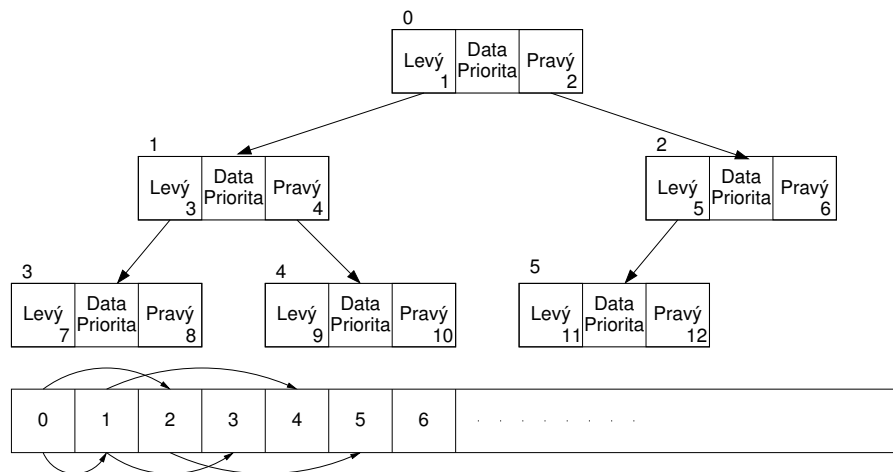 0
Levý 1
Data Priorita
Pravý 2
1
Levý 3
Data Priorita
Pravý 4
2
Levý 5
Data Priorita
Pravý 6
3
Levý 7
Data Priorita
Pravý 8
4
Levý 9
Data Priorita
Pravý 10
5
Levý 11
Data Priorita
Pravý 12
0 1 2 3 4 5 6 . . . . . . . .